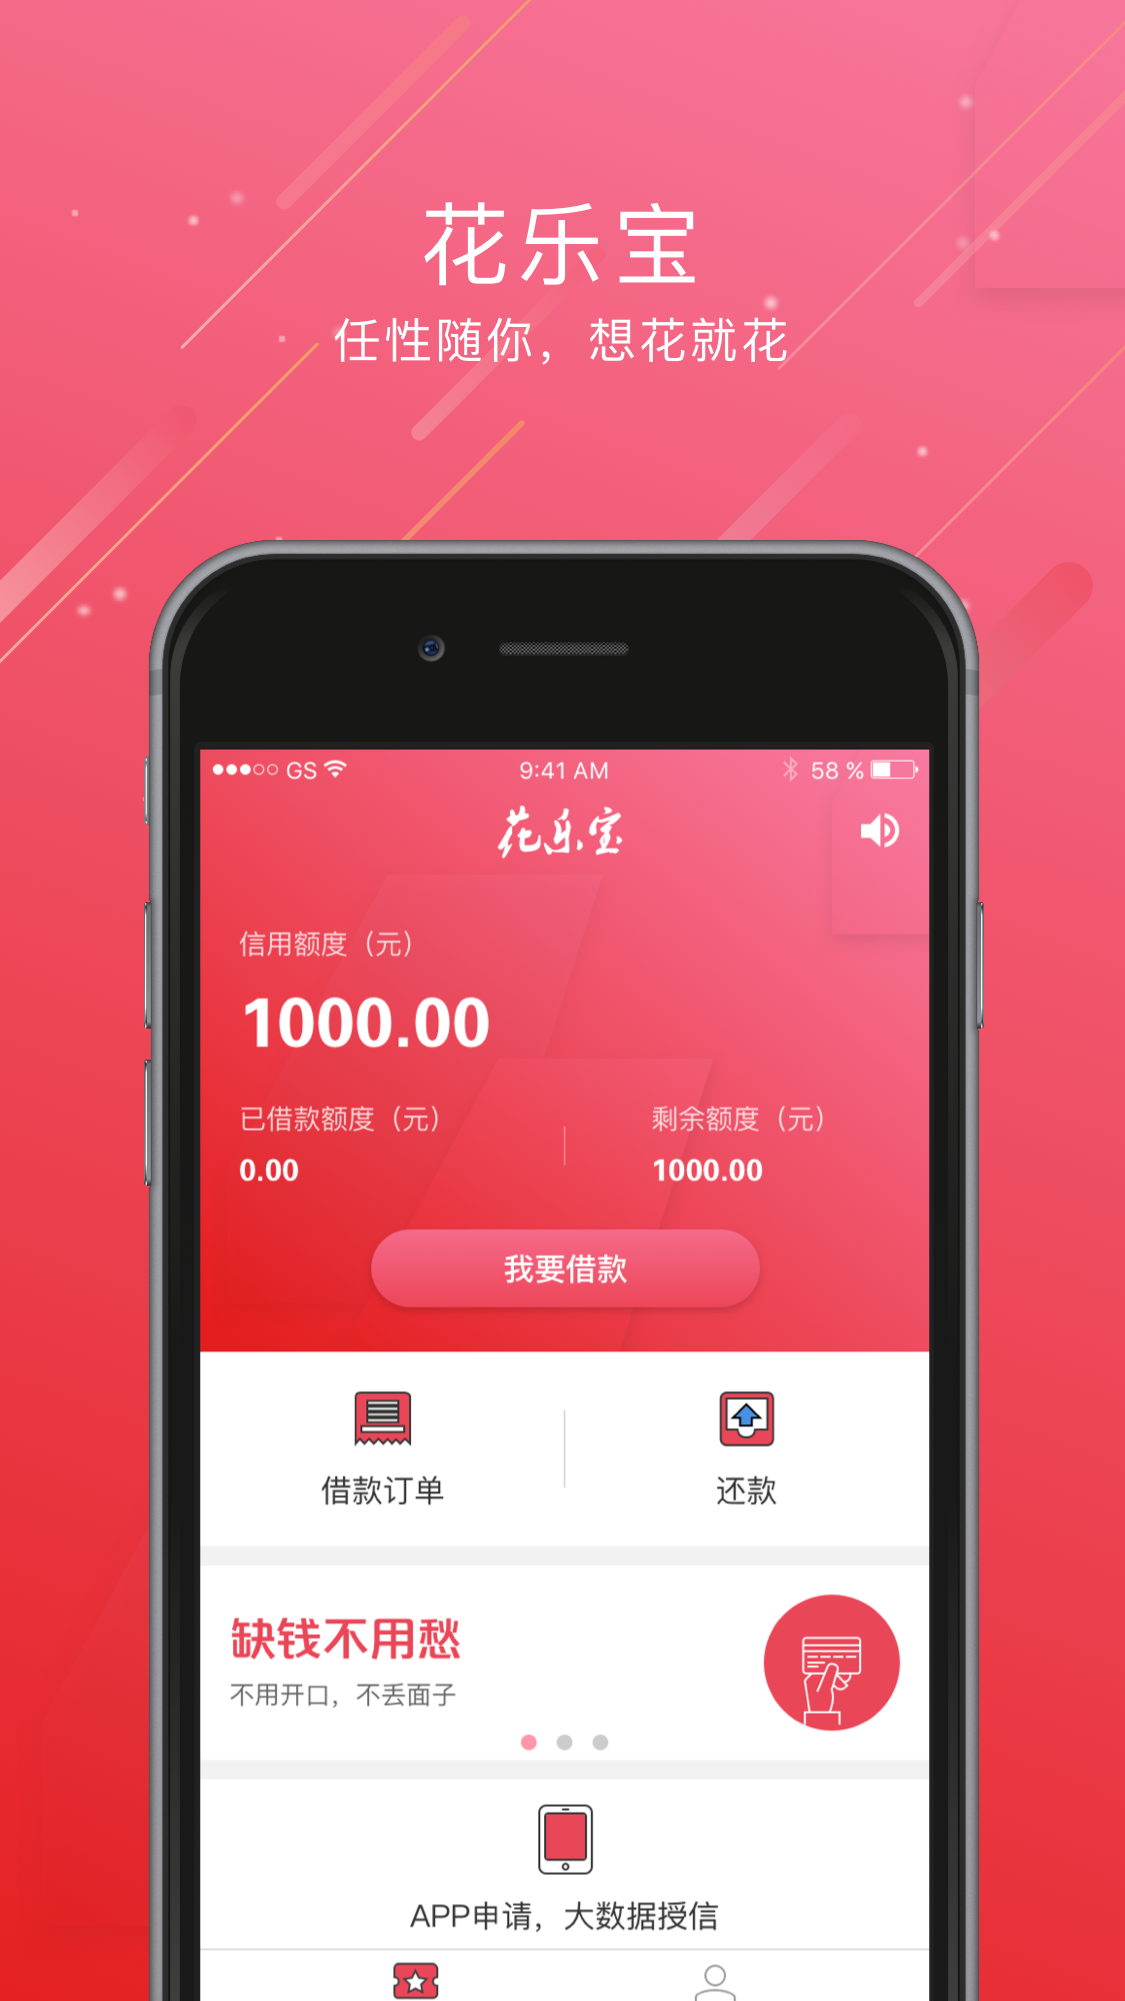 花乐宝
任性随你，想花就花
GS 9:41 AM 58 %
花乐宝
信用额度（元）
1000.00
已借款额度（元） 剩余额度（元）
0.00 1000.00
我要借款
借款订单 还款
缺钱不用愁
不用开口，不丢面子
APP申请，大数据授信